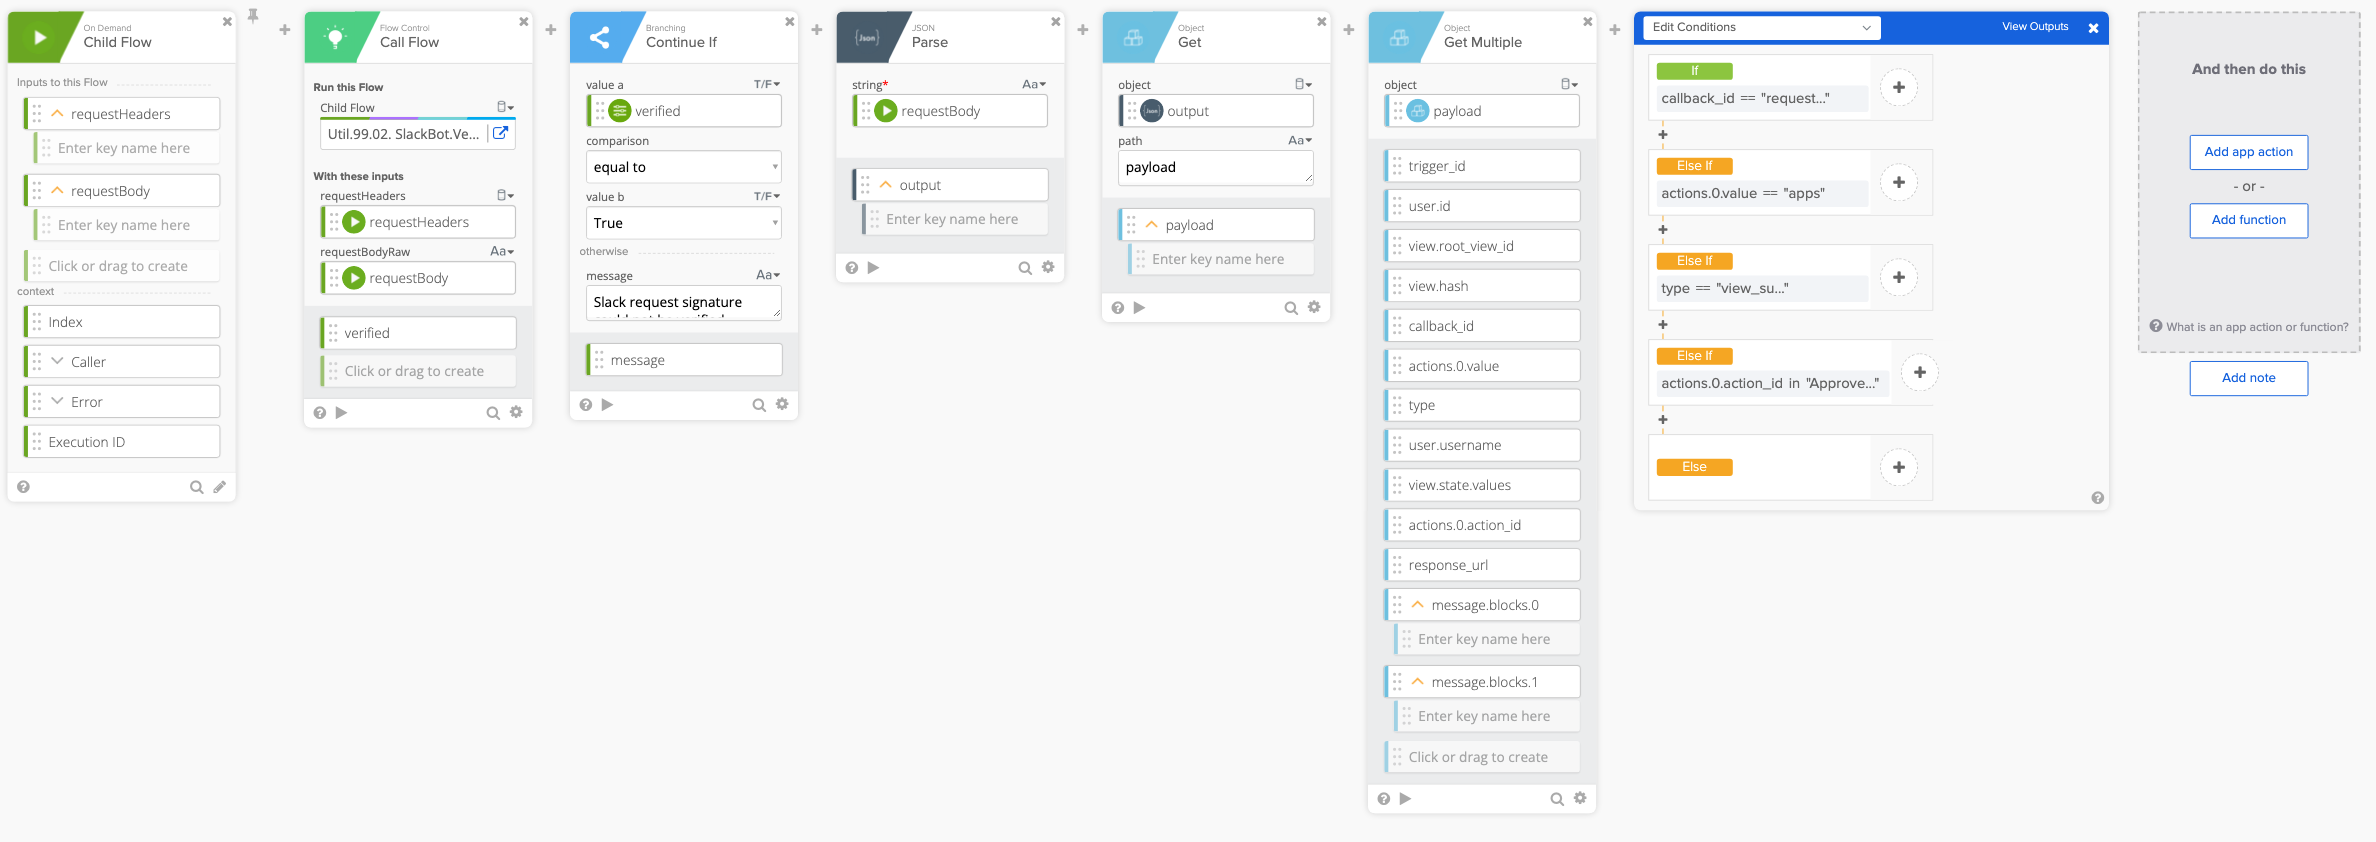 On Demand
Child Flow
Inputs to this Flow
requestHeaders
Enter key name here
requestBody
Enter key name here
Click or drag to create
context
Index
Caller
Error
Execution ID
Flow Control
Call Flow
Run this Flow
Child Flow
Util.99.02. SlackBot.Ve...
With these inputs
requestHeaders
requestHeaders
requestBodyRaw Aa
requestBody
verified
Click or drag to create
Branching
Continue If
value a T/F
verified
comparison
equal to
value b T/F
True
otherwise
message Aa
Slack request signature
message
JSON
Parse
string* Aa
{Json}
requestBody
output
Enter key name here
Object
Get
object
output
path Aa
payload
payload
Enter key name here
Object
Get Multiple
object
payload
trigger_id
user.id
view.root_view_id
view.hash
callback_id
actions.0.value
type
user.username
view.state.values
actions.0.action_id
response_url
message.blocks.0
Enter key name here
message.blocks.1
Enter key name here
Click or drag to create
Edit Conditions View Outputs
If
callback_id == "request..."
Else If
actions.0.value == "apps"
Else If
type == "view_su..."
Else If
actions.0.action_id in "Approve..."
Else
And then do this
Add app action
- or -
Add function
What is an app action or function?
Add note